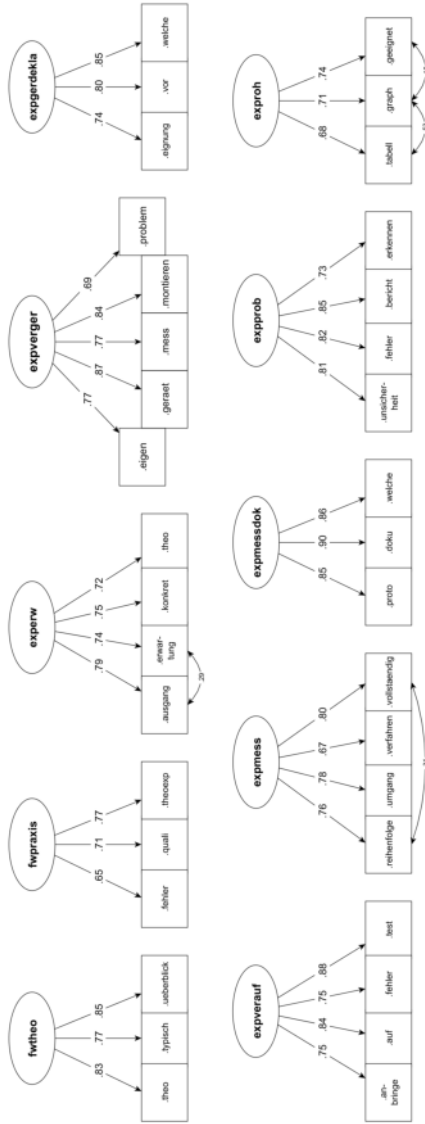 fwtheo
.83
.77
.85
.theo
.typisch
.ueberblick
fwpraxis
.65
.71
.77
.fehler
.quali
.theoexp
experw
.79
.74
.75
.72
.ausgang
.erwar-
tung
.konkret
.theo
.29
expverger
.77
.87
.77
.84
.69
.eigen
.geraet
.mess
.montieren
.problem
expgerdekla
.74
.80
.85
.eignung
.vor
.welche
expverauf
.75
.84
.75
.88
.an-
bringe
.auf
.fehler
.test
expmess
.76
.78
.67
.80
.reihenfolge
.umgang
.verfahren
.vollstaendig
expmessdok
.85
.90
.86
.proto
.doku
.welche
expprob
.81
.82
.85
.73
.unsicher-
heit
.fehler
.bericht
.erkennen
exproh
.68
.71
.74
.tabell
.graph
.geeignet